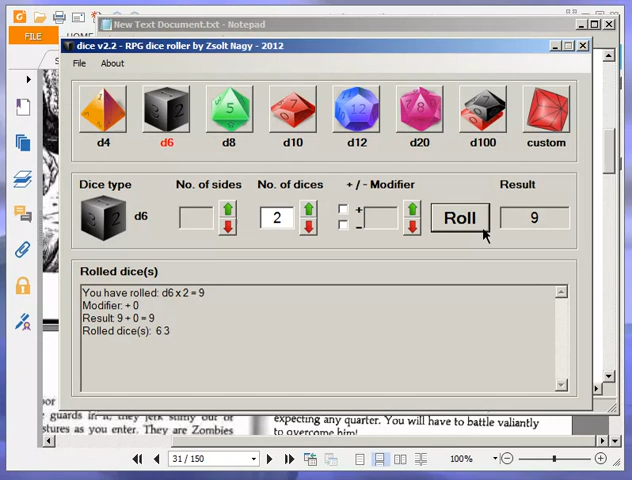 New Text Document.txt - Notepad
FILE
HOME
dice v2.2 - RPG dice roller by Zsolt Nagy - 2012
File About
d4 d6 d8 d10 d12 d20 d100 custom
Dice type No. of sides No. of dices + / - Modifier Result
d6 2 + - Roll 9
Rolled dice(s)
You have rolled: d6 x 2 = 9
Modifier: + 0
Result: 9 + 0 = 9
Rolled dice(s): 6 3
guards in it, they jerk stiffly out of
stures as you enter. They are Zombies
expecting any quarter. You will have to battle valiantly
to overcome him!
31 / 150 100%